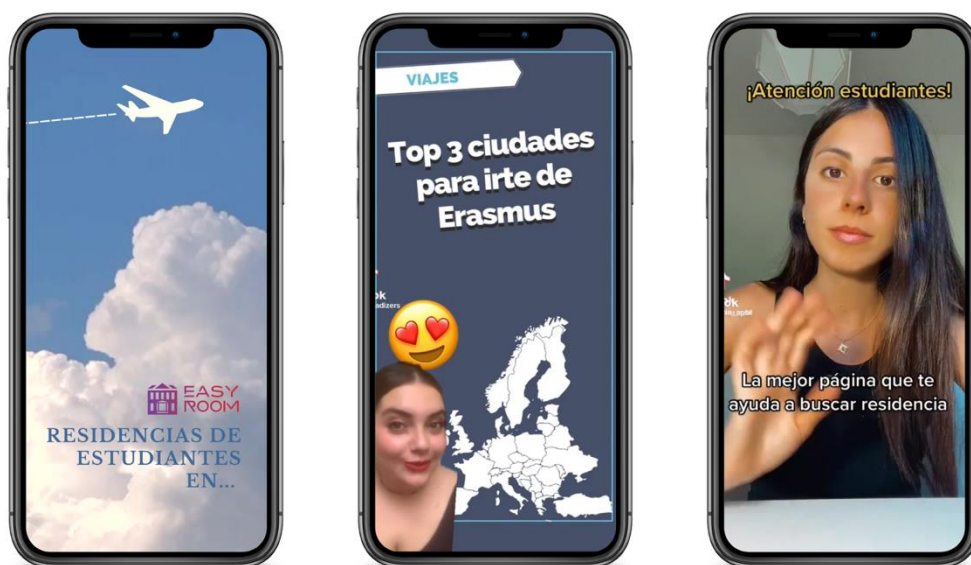 EASY
ROOM
RESIDENCIAS DE
ESTUDIANTES
EN...
VIAJES
Top 3 ciudades
para irte de
Erasmus
¡Atención estudiantes!
La mejor página que te
ayuda a buscar residencia